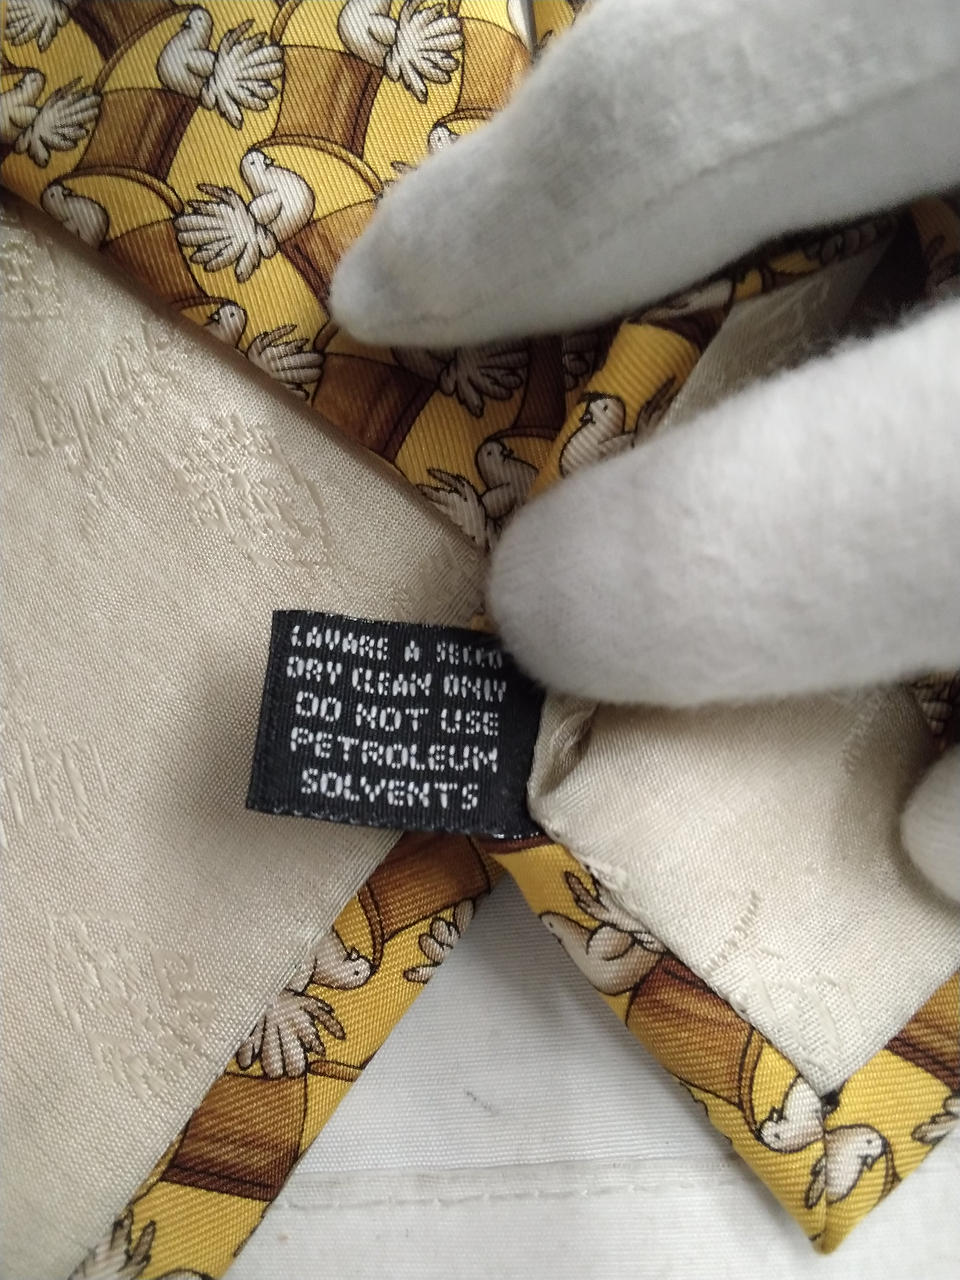 LAVARE A SECCO
DRY CLEAN ONLY
DO NOT USE
PETROLEUM
SOLVENTS